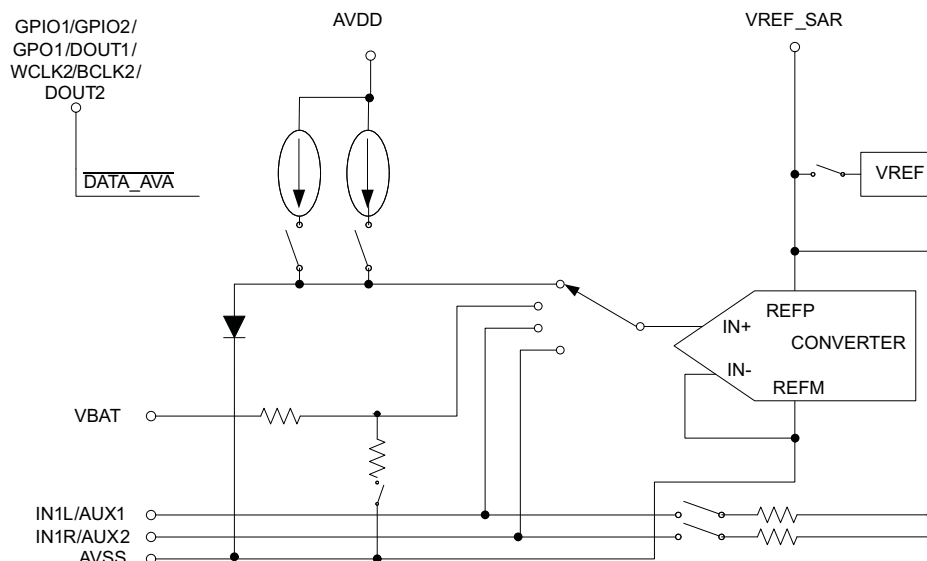 GPIO1/GPIO2/
GPO1/DOUT1/
WCLK2/BCLK2/
DOUT2
AVDD
VREF_SAR
DATA_AVA
VREF
REFP
IN+
CONVERTER
IN-
REFM
VBAT
IN1L/AUX1
IN1R/AUX2
AVSS